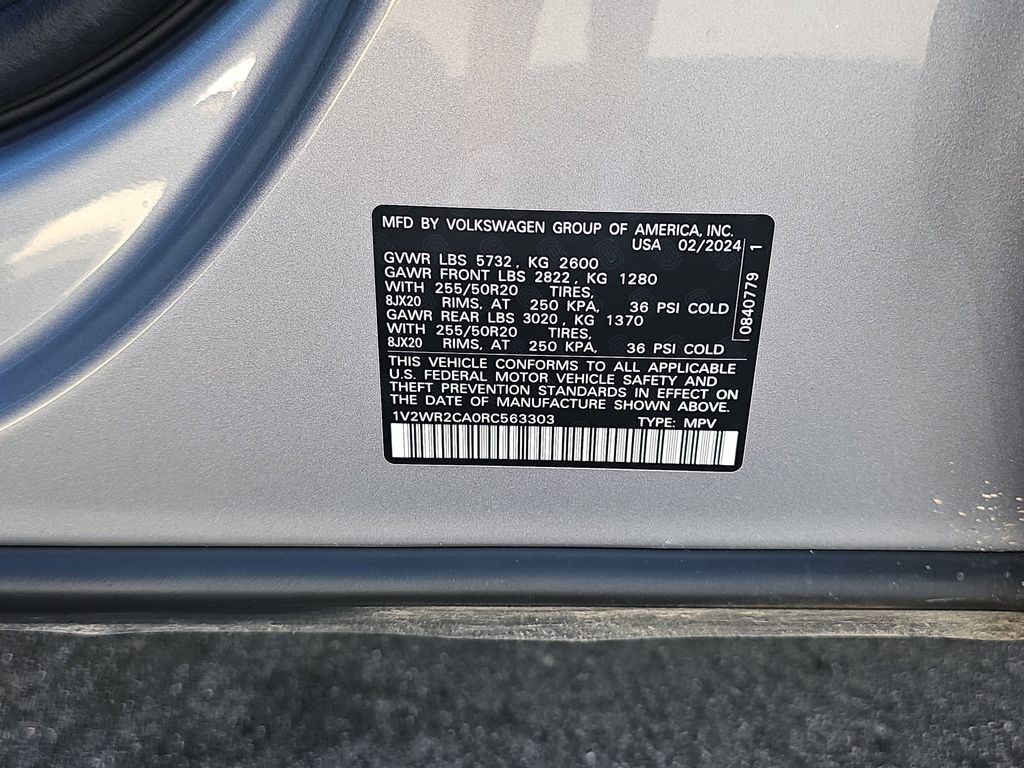 MFD BY VOLKSWAGEN GROUP OF AMERICA, INC.
USA 02/2024
GVWR LBS 5732, KG 2600
GAWR FRONT LBS 2822, KG 1280
WITH 255/50R20 TIRES,
8JX20 RIMS, AT 250 KPA, 36 PSI COLD
GAWR REAR LBS 3020, KG 1370
WITH 255/50R20 TIRES,
8JX20 RIMS, AT 250 KPA, 36 PSI COLD
0840779 1
THIS VEHICLE CONFORMS TO ALL APPLICABLE
U.S. FEDERAL MOTOR VEHICLE SAFETY AND
THEFT PREVENTION STANDARDS IN EFFECT ON
THE DATE OF MANUFACTURE SHOWN ABOVE.
1V2WR2CA0RC563303 TYPE: MPV